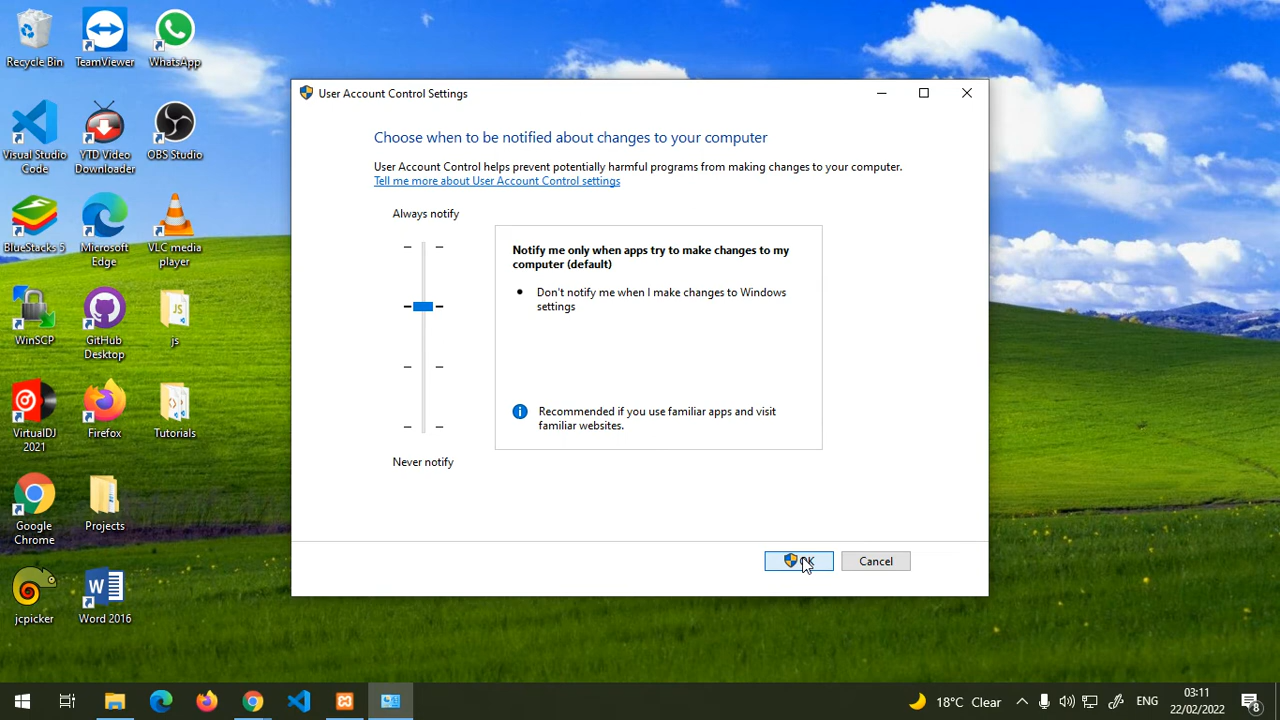 Recycle Bin
TeamViewer
WhatsApp
Visual Studio
Code
YTD Video
Downloader
OBS Studio
BlueStacks 5
Microsoft
Edge
VLC media
player
WinSCP
GitHub
Desktop
JS
js
VirtualDJ
2021
Firefox
Tutorials
Google
Chrome
Projects
jcpicker
Word 2016
User Account Control Settings
Choose when to be notified about changes to your computer
User Account Control helps prevent potentially harmful programs from making changes to your computer.
Tell me more about User Account Control settings
Always notify
Notify me only when apps try to make changes to my
computer (default)
Don't notify me when I make changes to Windows
settings
Recommended if you use familiar apps and visit
familiar websites.
Never notify
OK
Cancel
18°C Clear
ENG
03:11
22/02/2022
8